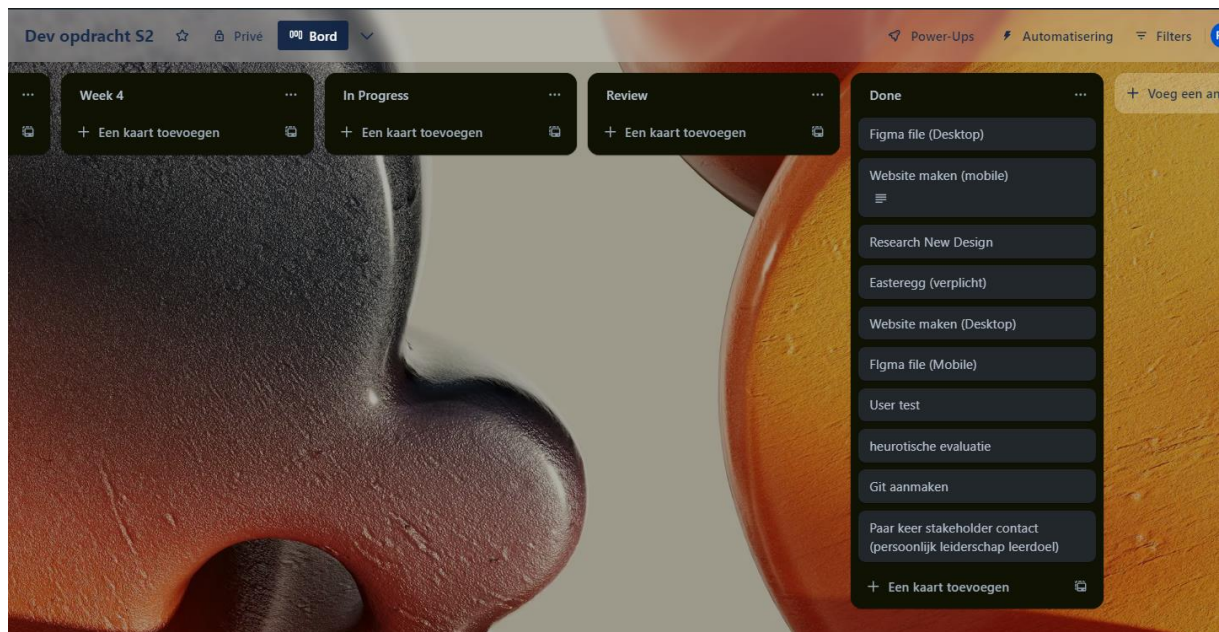 Dev opdracht S2
Privé
Bord
Power-Ups
Automatisering
Filters
Week 4
Een kaart toevoegen
In Progress
Een kaart toevoegen
Review
Een kaart toevoegen
Done
Figma file (Desktop)
Website maken (mobile)
Research New Design
Easteregg (verplicht)
Website maken (Desktop)
FIgma file (Mobile)
User test
heurotische evaluatie
Git aanmaken
Paar keer stakeholder contact
(persoonlijk leiderschap leerdoel)
Een kaart toevoegen
Voeg een